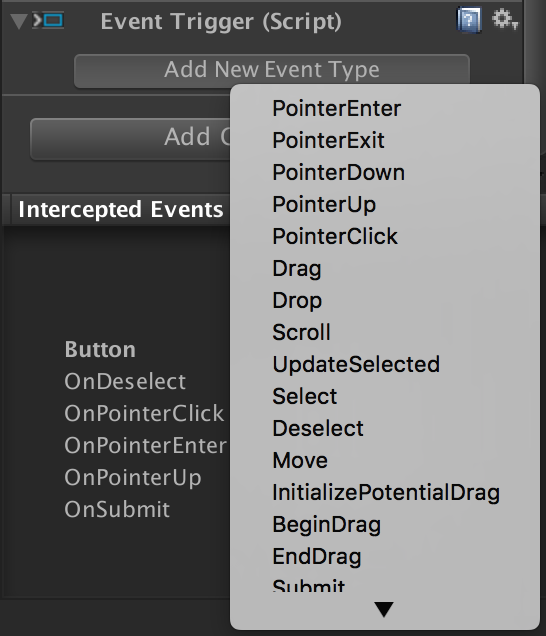 Event Trigger (Script)
Add New Event Type
Add
Intercepted Events
Button
OnDeselect
OnPointerClick
OnPointerEnter
OnPointerUp
OnSubmit
PointerEnter
PointerExit
PointerDown
PointerUp
PointerClick
Drag
Drop
Scroll
UpdateSelected
Select
Deselect
Move
InitializePotentialDrag
BeginDrag
EndDrag
Submit